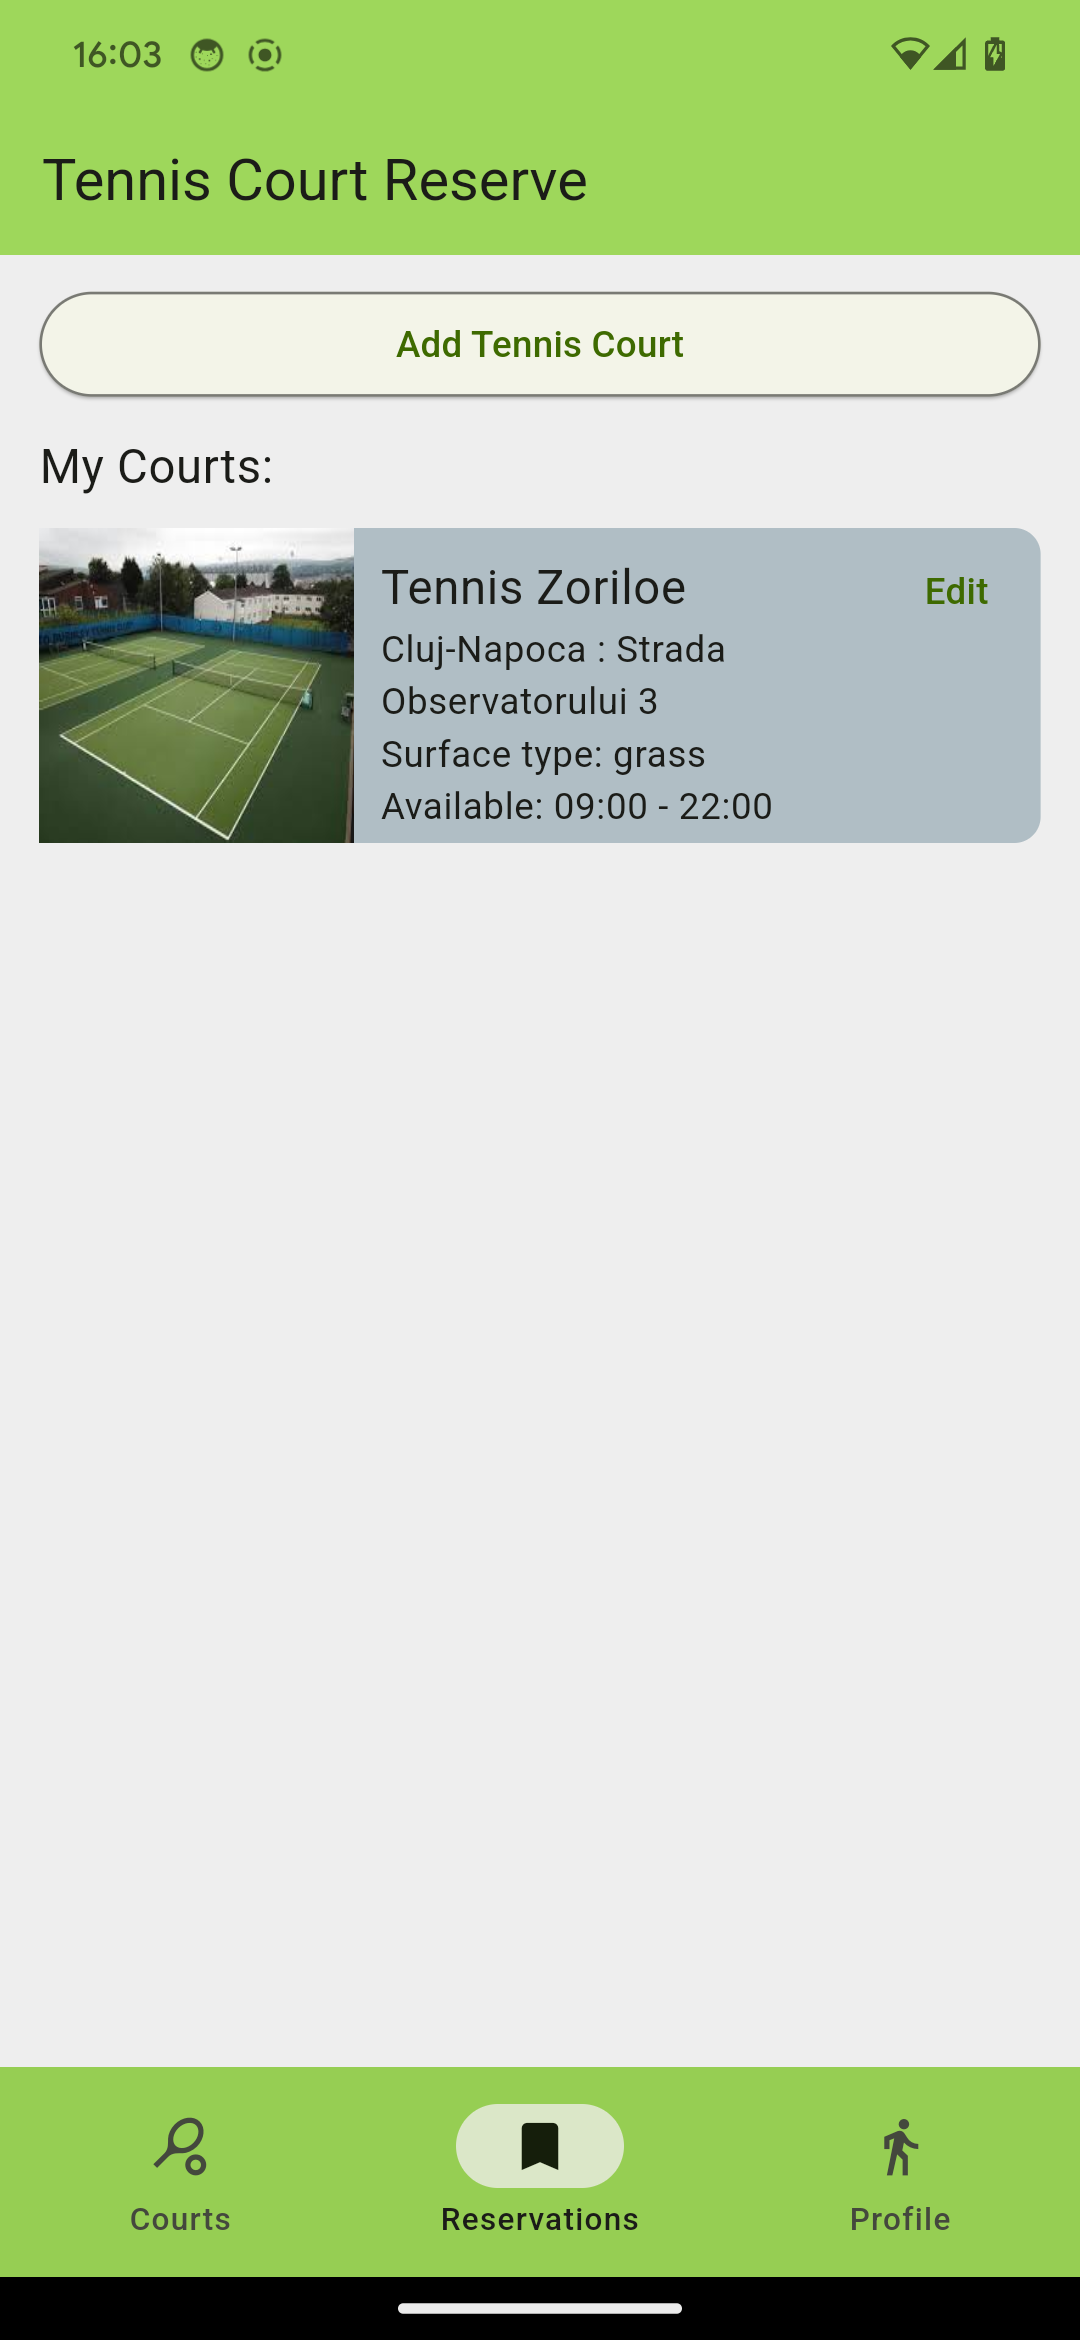 16:03
Tennis Court Reserve
Add Tennis Court
My Courts:
Tennis Zoriloe
Edit
Cluj-Napoca : Strada
Observatorului 3
Surface type: grass
Available: 09:00 - 22:00
Courts
Reservations
Profile